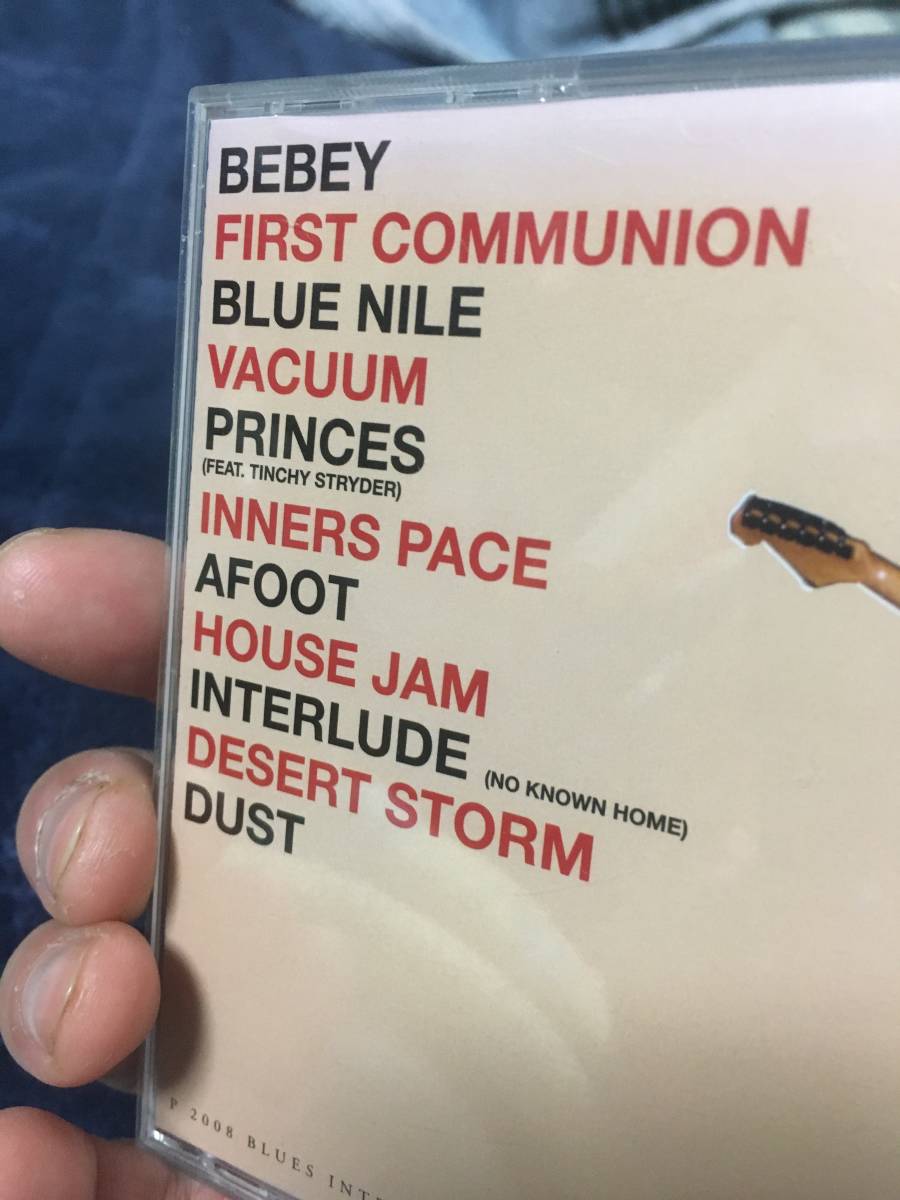 BEBEY
FIRST COMMUNION
BLUE NILE
VACUUM
PRINCES
(FEAT. TINCHY STRYDER)
INNERS PACE
AFOOT
HOUSE JAM
INTERLUDE (NO KNOWN HOME)
DESERT STORM
DUST
P 2008 BLUES